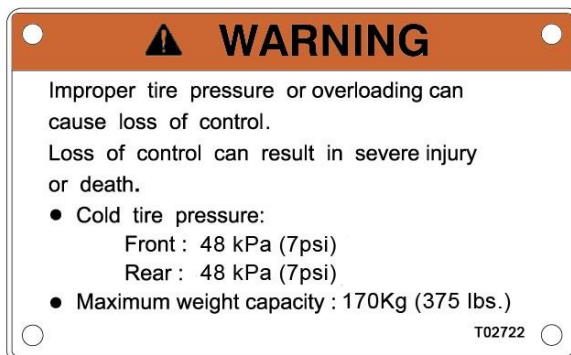 WARNING
Improper tire pressure or overloading can
cause loss of control.
Loss of control can result in severe injury
or death.
● Cold tire pressure:
Front : 48 kPa (7psi)
Rear : 48 kPa (7psi)
● Maximum weight capacity : 170Kg (375 lbs.)
T02722